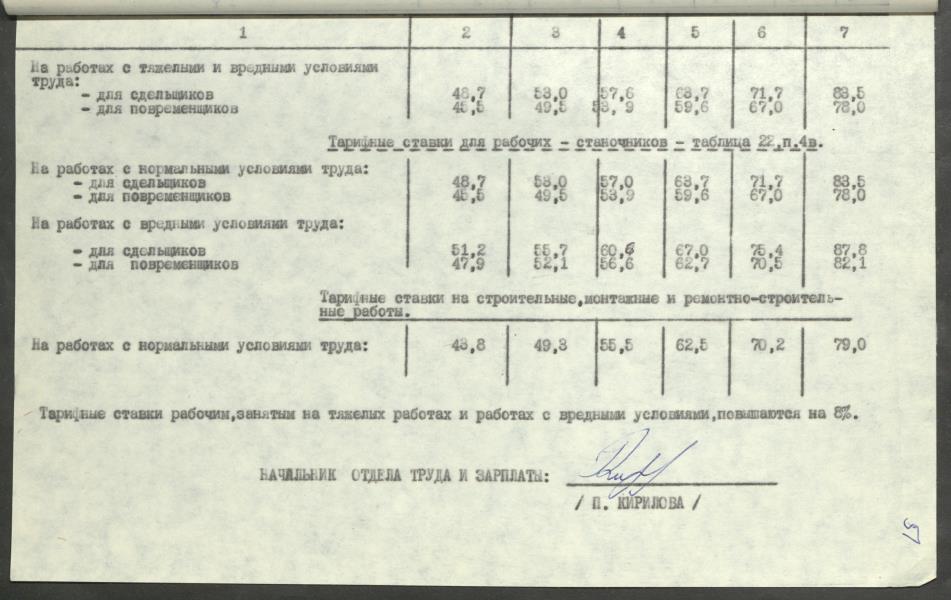 1 2 3 4 5 6 7
На работах с тяжелыми и вредными условиями
труда:
- для сдельщиков 48,7 53,0 57,6 63,7 71,7 83,5
- для повременщиков 45,5 49,5 53,9 59,6 67,0 78,0
Тарифные ставки для рабочих - станочников - таблица 22,п.4в.
На работах с нормальными условиями труда:
- для сдельщиков 48,7 53,0 57,0 63,7 71,7 83,5
- для повременщиков 45,5 49,5 53,9 59,6 67,0 78,0
На работах с вредными условиями труда:
- для сдельщиков 51,2 55,7 60,6 67,0 75,4 87,8
- для повременщиков 47,9 52,1 56,6 62,7 70,5 82,1
Тарифные ставки на строительные,монтажные и ремонтно-строитель-
ные работы.
На работах с нормальными условиями труда: 43,8 49,3 55,5 62,5 70,2 79,0
Тарифные ставки рабочим,занятым на тяжелых работах и работах с вредными условиями,повышаются на 8%.
НАЧАЛЬНИК ОТДЕЛА ТРУДА И ЗАРПЛАТЫ:
/ П. КИРИЛОВА /